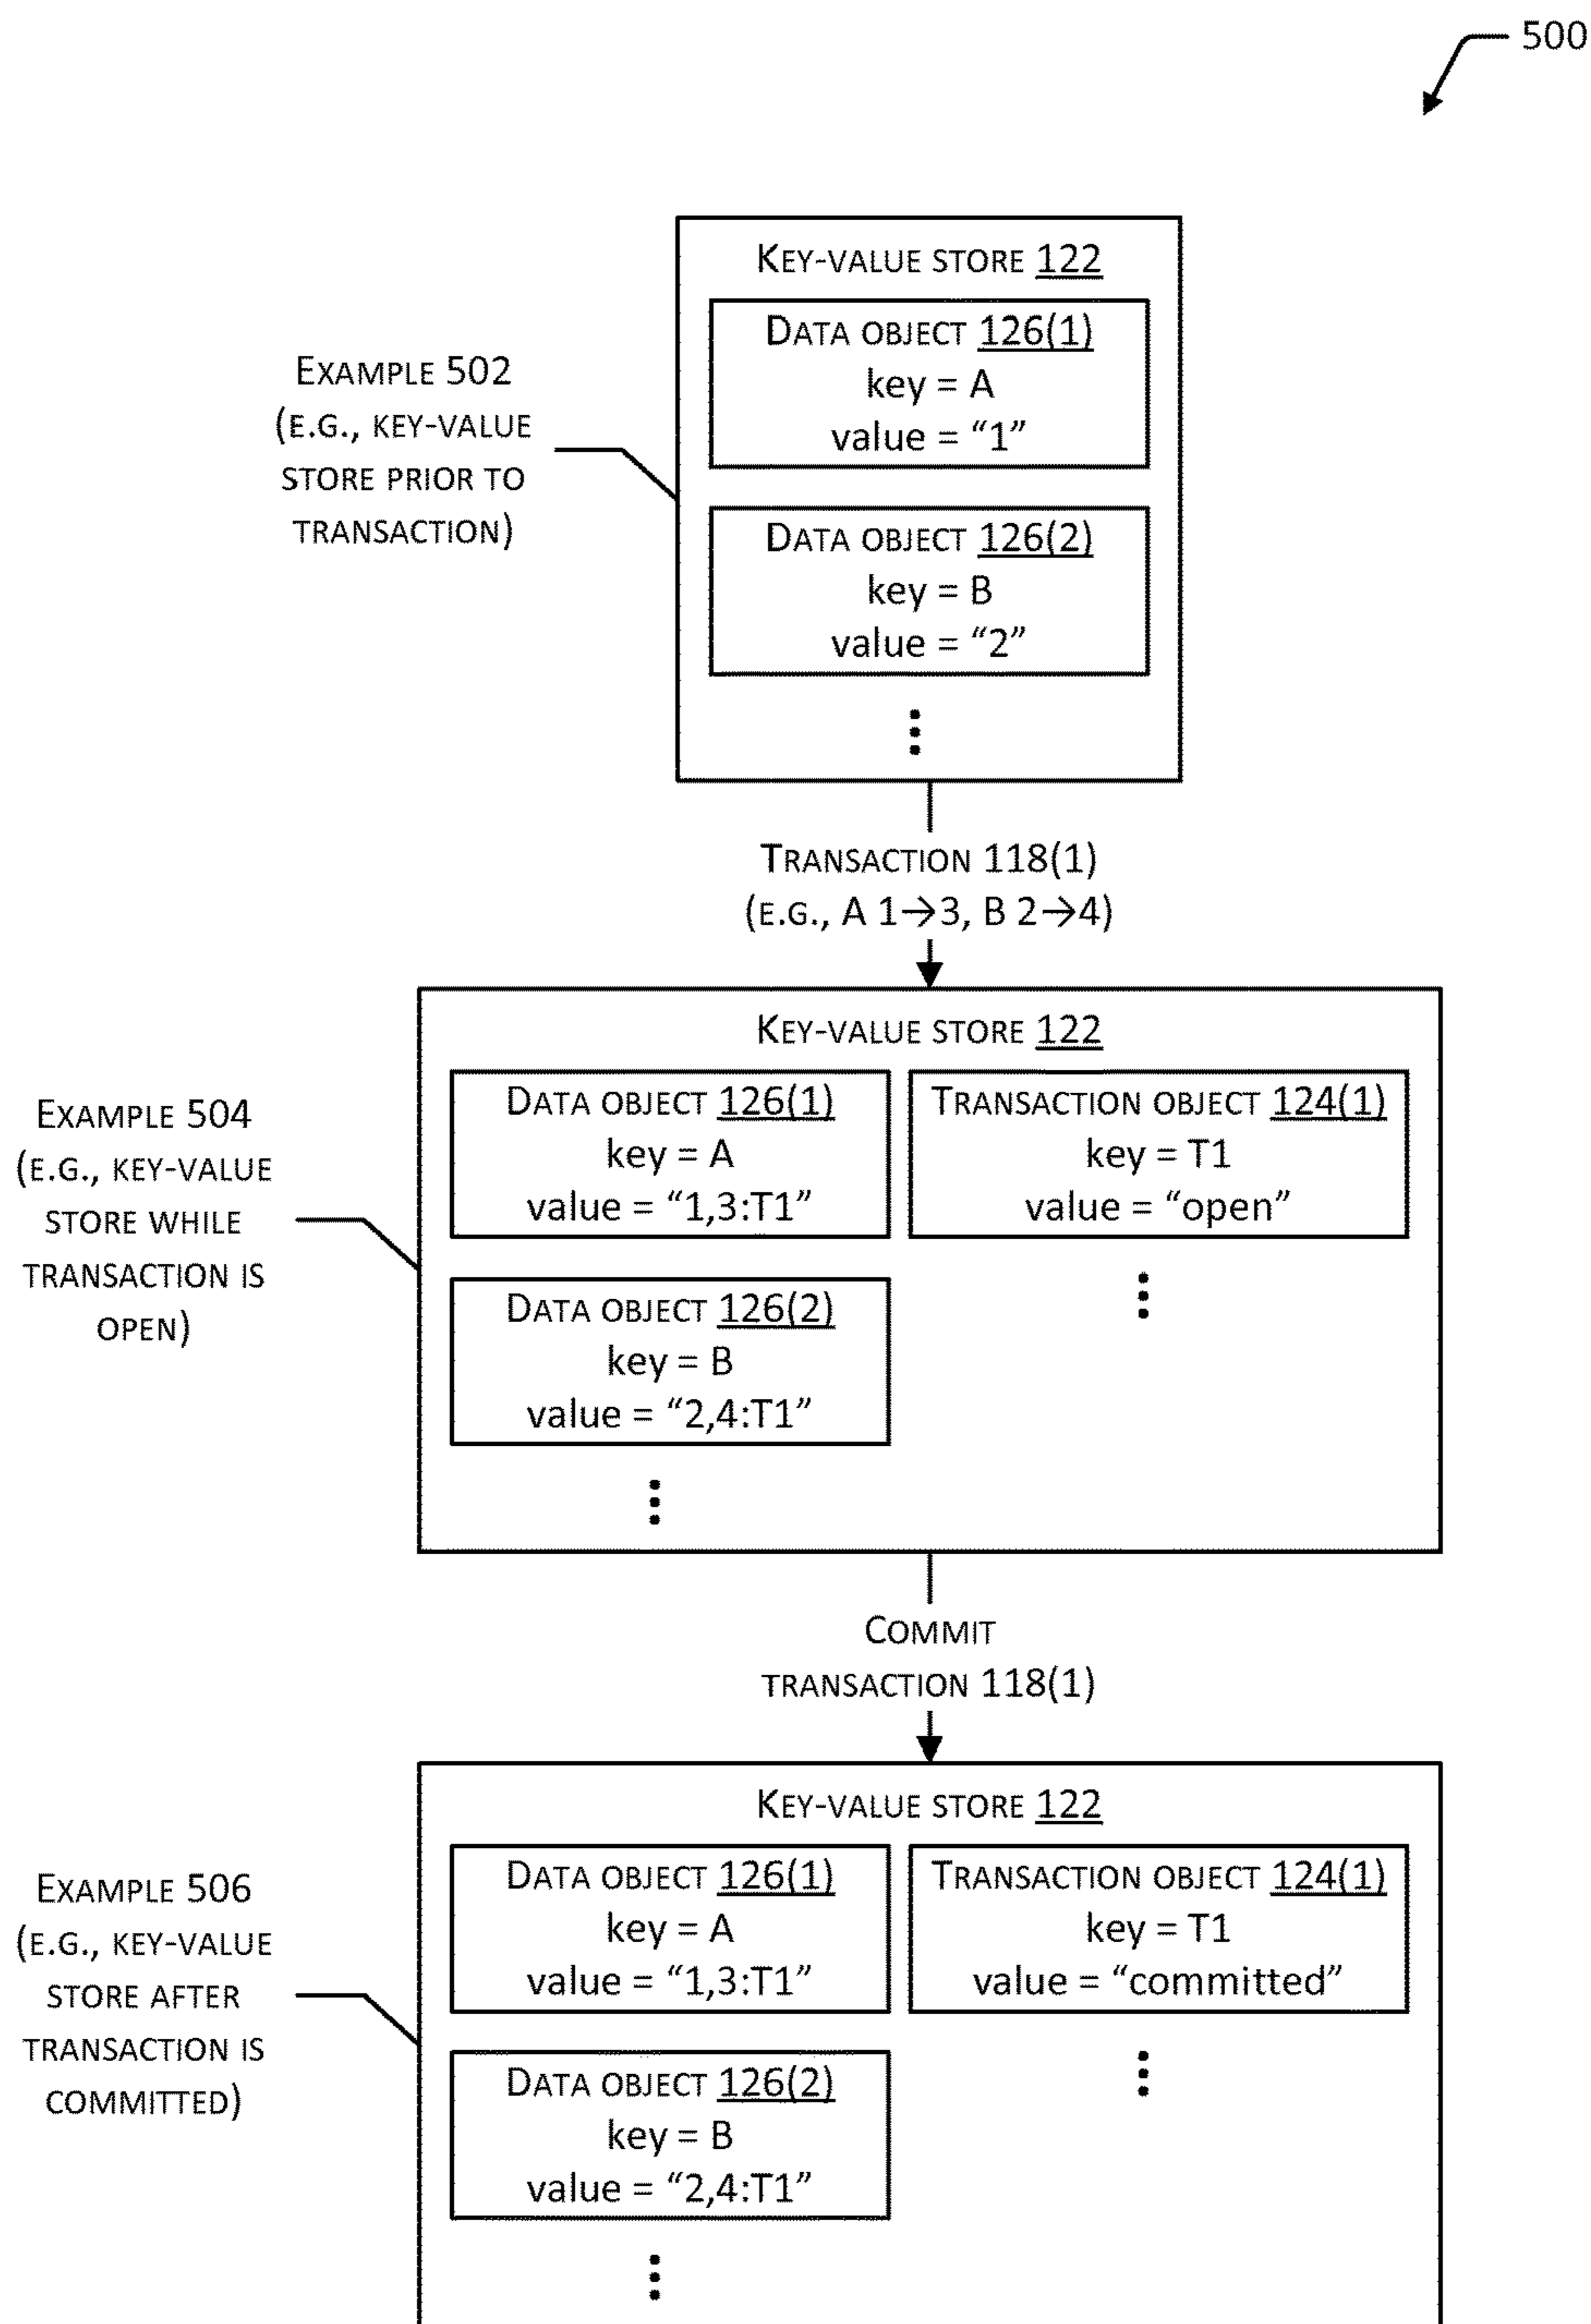 500
KEY-VALUE STORE 122
DATA OBJECT 126(1)
key = A
value = “1”
EXAMPLE 502
(E.G., KEY-VALUE
STORE PRIOR TO
TRANSACTION)
DATA OBJECT 126(2)
key = B
value = “2”
TRANSACTION 118(1)
(E.G., A 1→3, B 2→4)
KEY-VALUE STORE 122
DATA OBJECT 126(1)
key = A
value = “1,3:T1”
TRANSACTION OBJECT 124(1)
key = T1
value = “open”
EXAMPLE 504
(E.G., KEY-VALUE
STORE WHILE
TRANSACTION IS
OPEN)
DATA OBJECT 126(2)
key = B
value = “2,4:T1”
COMMIT
TRANSACTION 118(1)
KEY-VALUE STORE 122
DATA OBJECT 126(1)
key = A
value = “1,3:T1”
TRANSACTION OBJECT 124(1)
key = T1
value = “committed”
EXAMPLE 506
(E.G., KEY-VALUE
STORE AFTER
TRANSACTION IS
COMMITTED)
DATA OBJECT 126(2)
key = B
value = “2,4:T1”